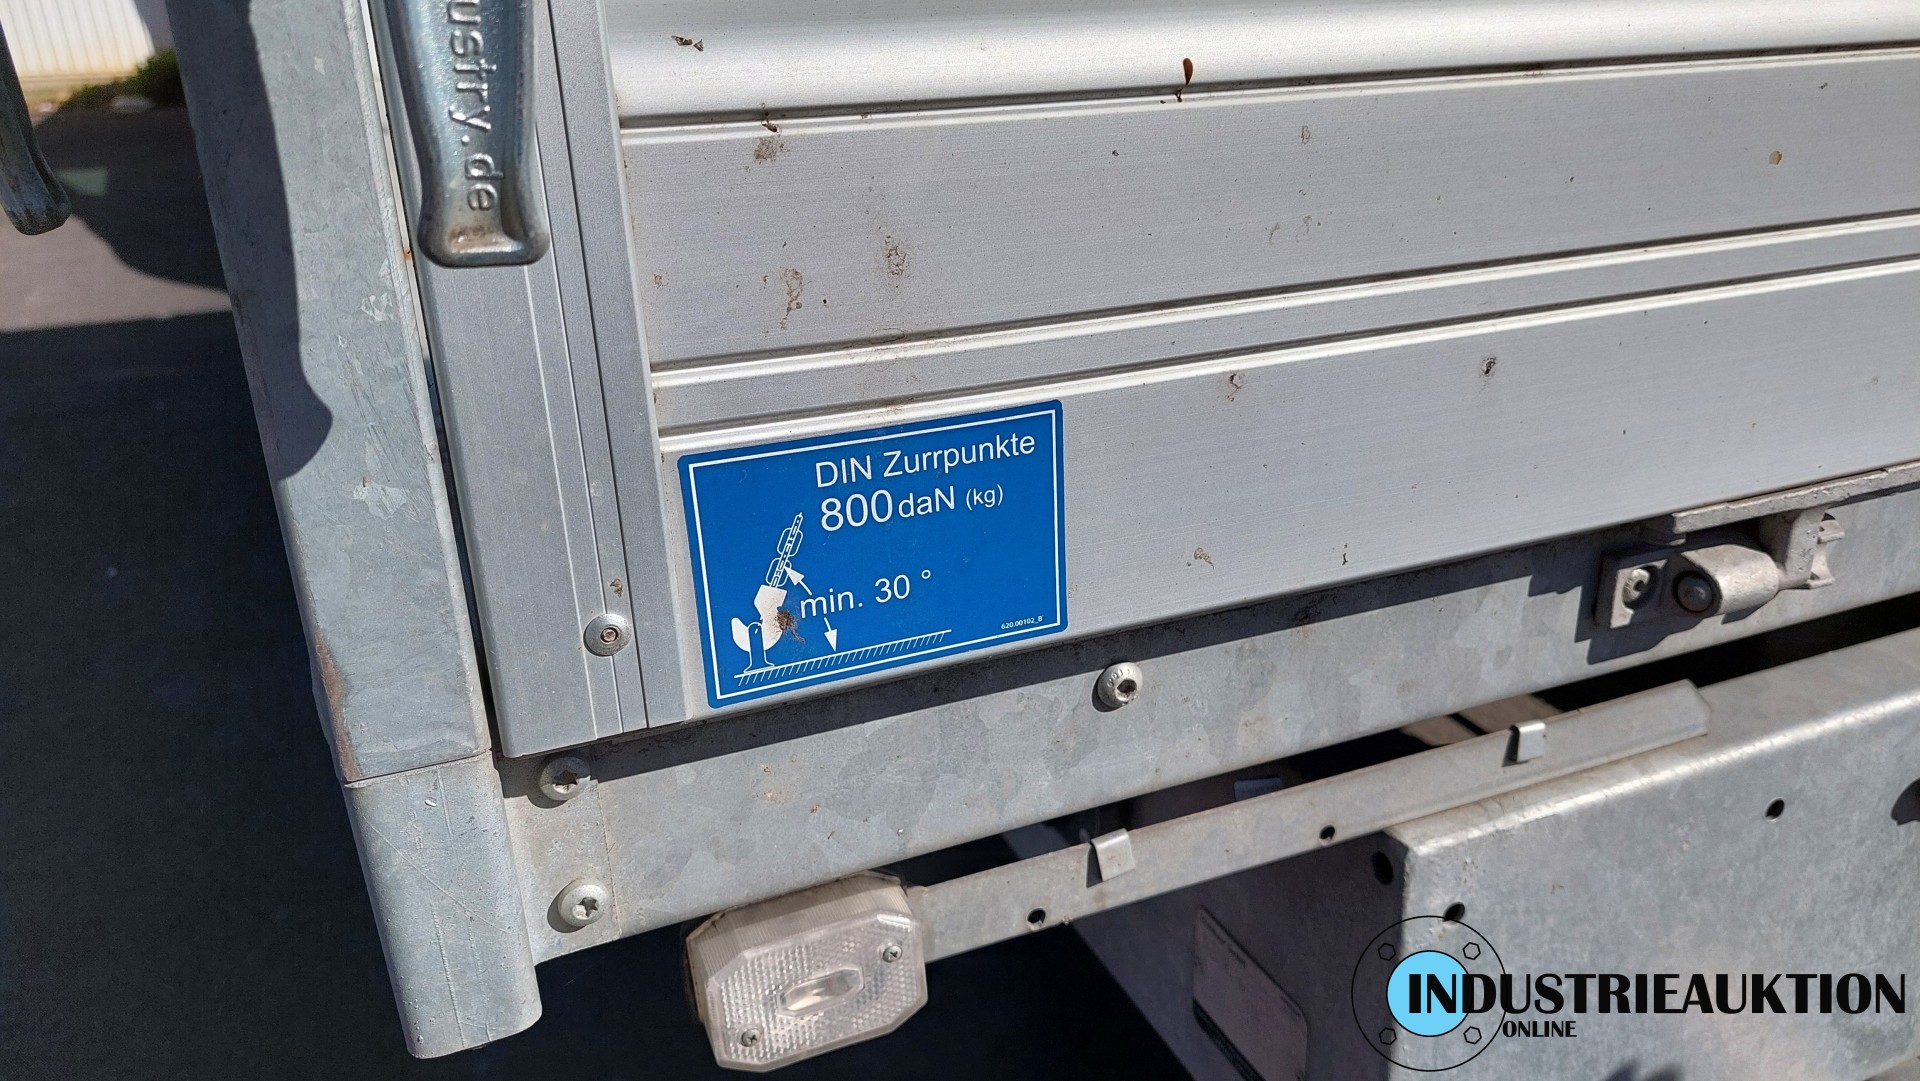 ustry.de
DIN Zurrpunkte
800 daN (kg)
min. 30 °
620.00102_B
INDUSTRIEAUKTION
ONLINE